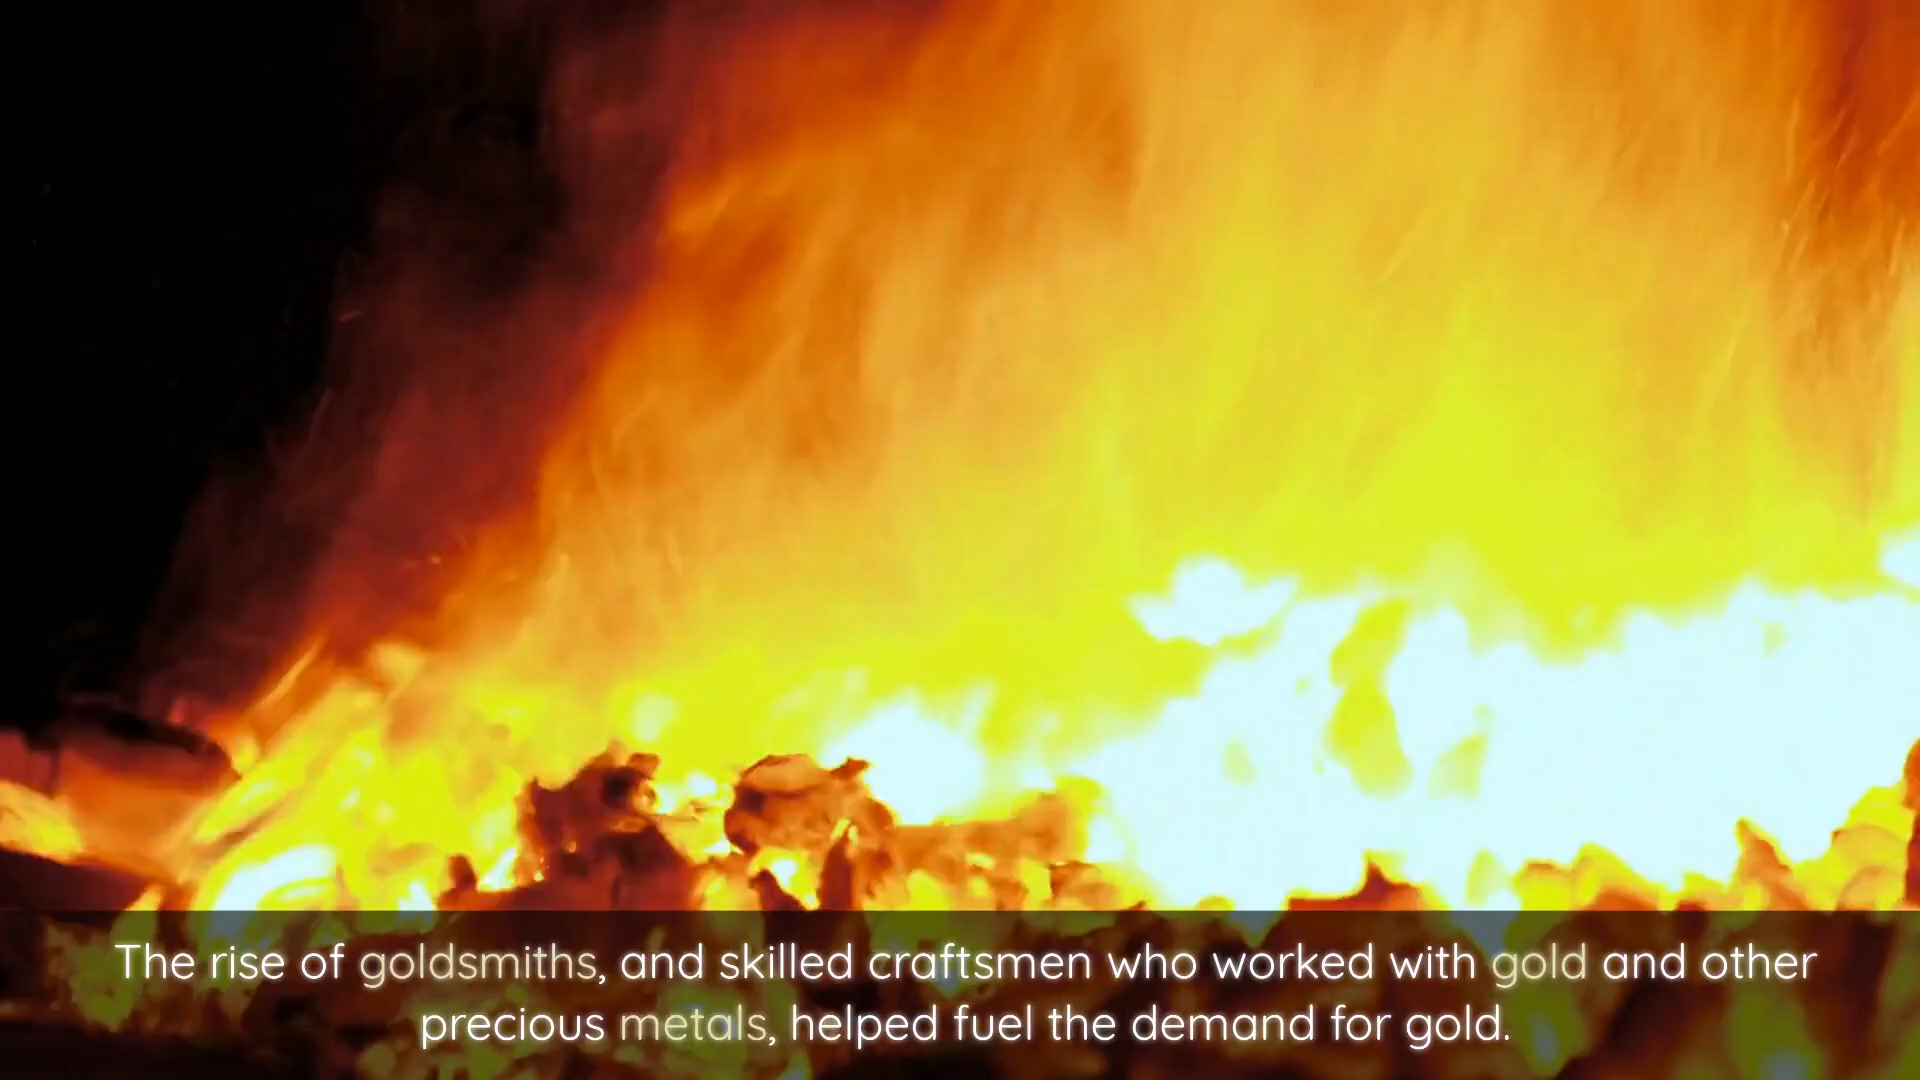 The rise of goldsmiths, and skilled craftsmen who worked with gold and other
precious metals, helped fuel the demand for gold.